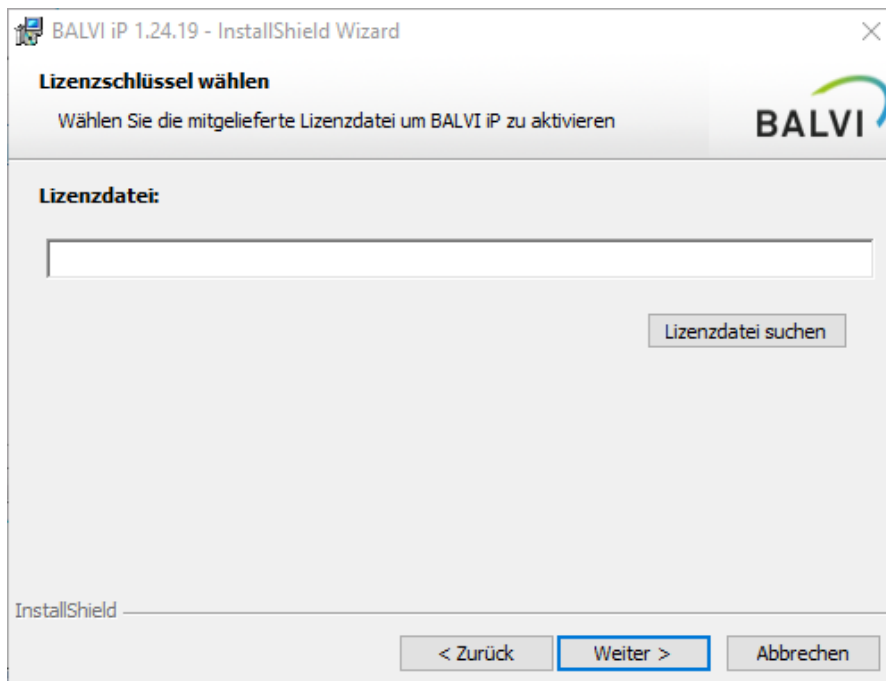 BALVI iP 1.24.19 - InstallShield Wizard
Lizenzschlüssel wählen
Wählen Sie die mitgelieferte Lizenzdatei um BALVI iP zu aktivieren
BALVI
Lizenzdatei:
Lizenzdatei suchen
InstallShield
< Zurück
Weiter >
Abbrechen